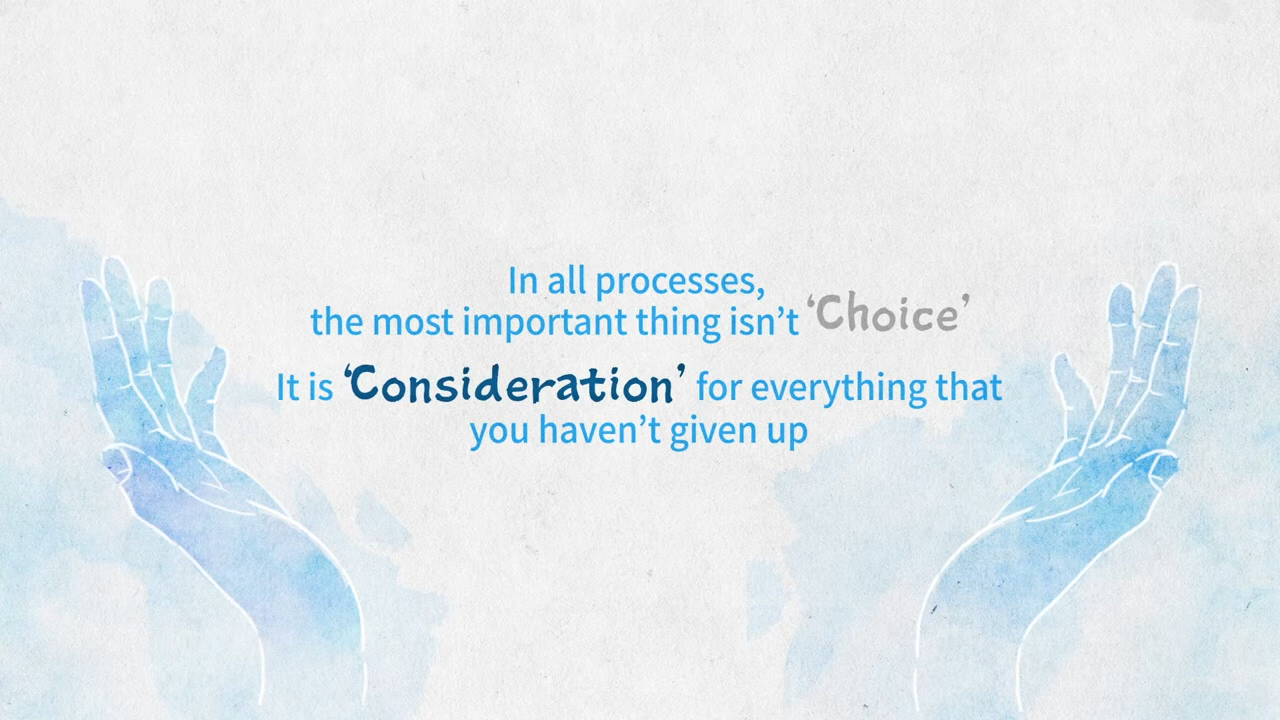 In all processes,
the most important thing isn’t ‘Choice’
It is ‘Consideration’ for everything that
you haven’t given up